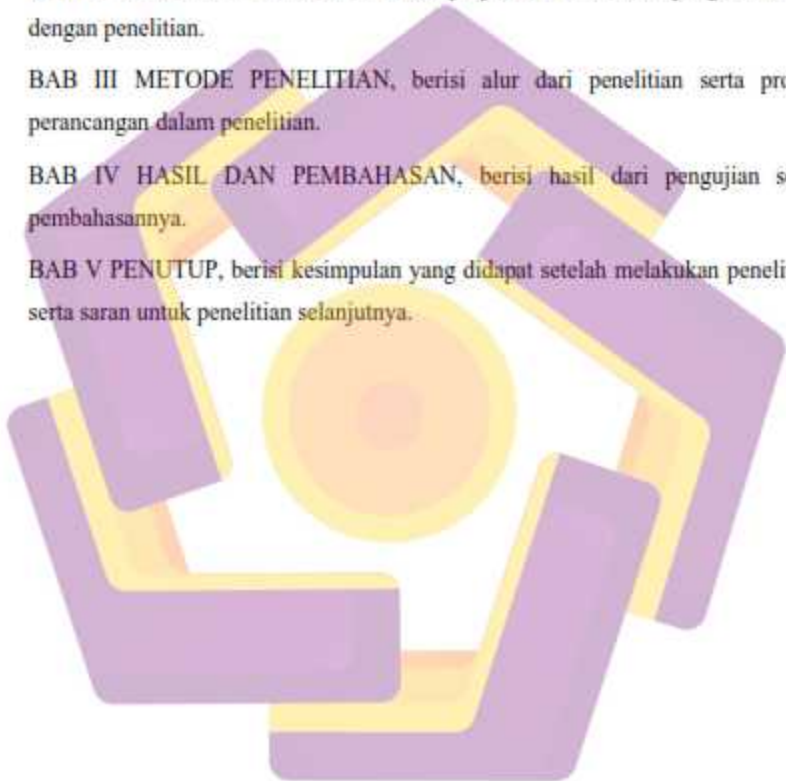 dengan penelitian.
BAB III METODE PENELITIAN, berisi alur dari penelitian serta
perancangan dalam penelitian.
BAB IV HASIL DAN PEMBAHASAN, berisi hasil dari pengujian
pembahasannya.
BAB V PENUTUP, berisi kesimpulan yang didapat setelah melakukan
serta saran untuk penelitian selanjutnya.